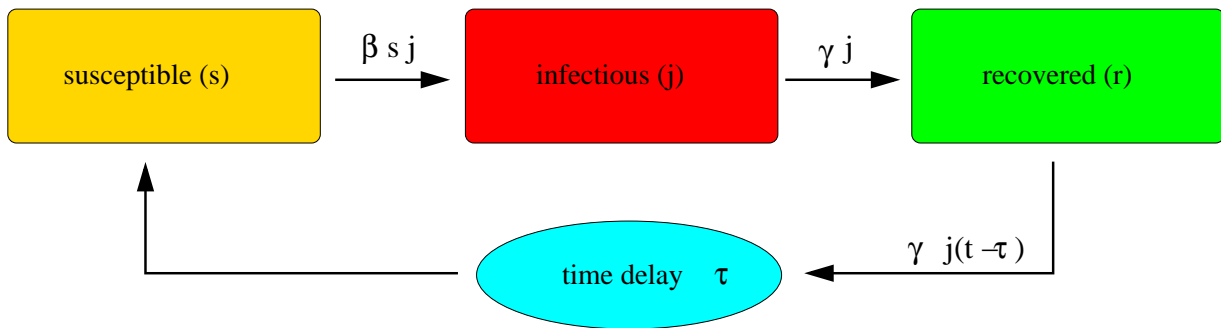 susceptible (s)
β s j
infectious (j)
γ j
recovered (r)
γ j(t −τ )
time delay τ